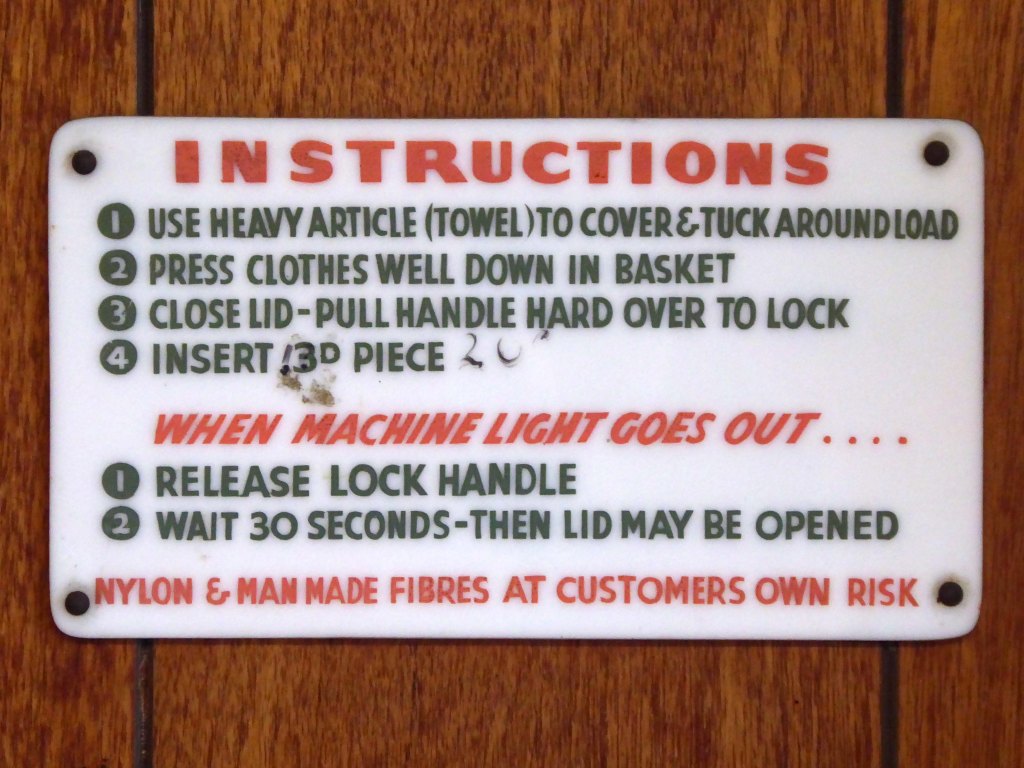 INSTRUCTIONS
1 USE HEAVY ARTICLE (TOWEL) TO COVER & TUCK AROUND LOAD
2 PRESS CLOTHES WELL DOWN IN BASKET
3 CLOSE LID - PULL HANDLE HARD OVER TO LOCK
4 INSERT 3D PIECE 20
WHEN MACHINE LIGHT GOES OUT....
1 RELEASE LOCK HANDLE
2 WAIT 30 SECONDS - THEN LID MAY BE OPENED
NYLON & MAN MADE FIBRES AT CUSTOMERS OWN RISK